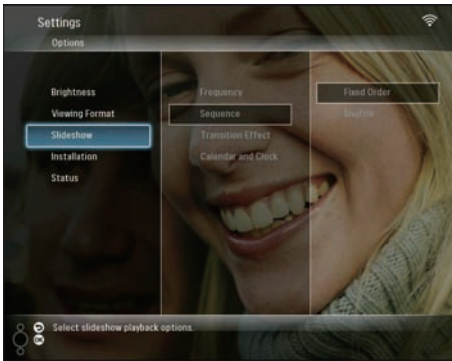 Settings
Options
Brightness
Viewing Format
Slideshow
Installation
Status
Frequency
Sequence
Transition Effect
Calendar and Clock
Fixed Order
Shuffle
OK
Select slideshow playback options.